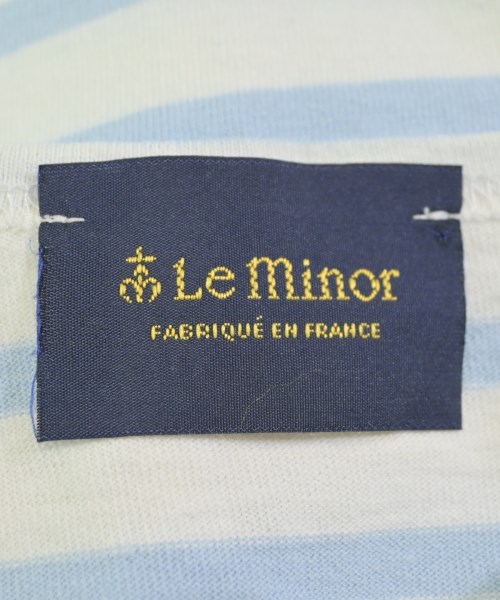 Le Minor
FABRIQUÉ EN FRANCE